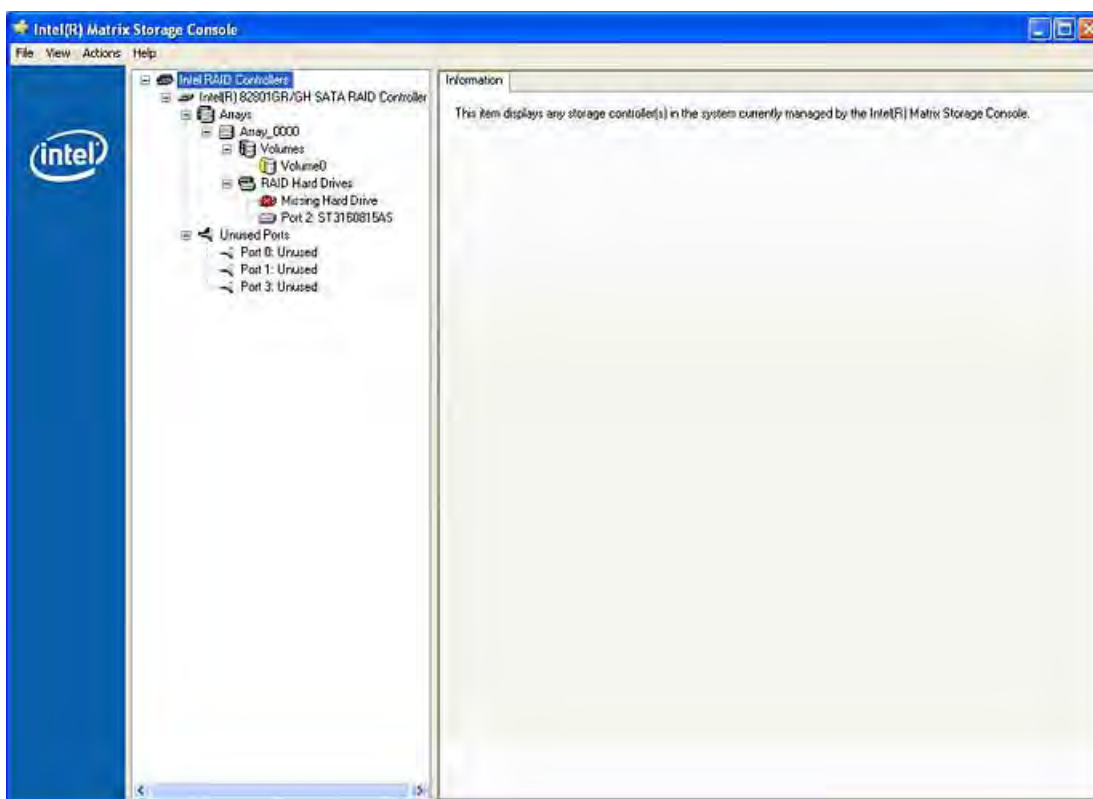 Intel(R) Matrix Storage Console
File View Actions Help
Intel RAID Controllers
Intel(R) 82801GR/GH SATA RAID Controller
Arrays
Array_0000
Volumes
Volume0
RAID Hard Drives
Missing Hard Drive
Port 2: ST3160815AS
Unused Ports
Port 0: Unused
Port 1: Unused
Port 3: Unused
intel
Information
This item displays any storage controller(s) in the system currently managed by the Intel(R) Matrix Storage Console.